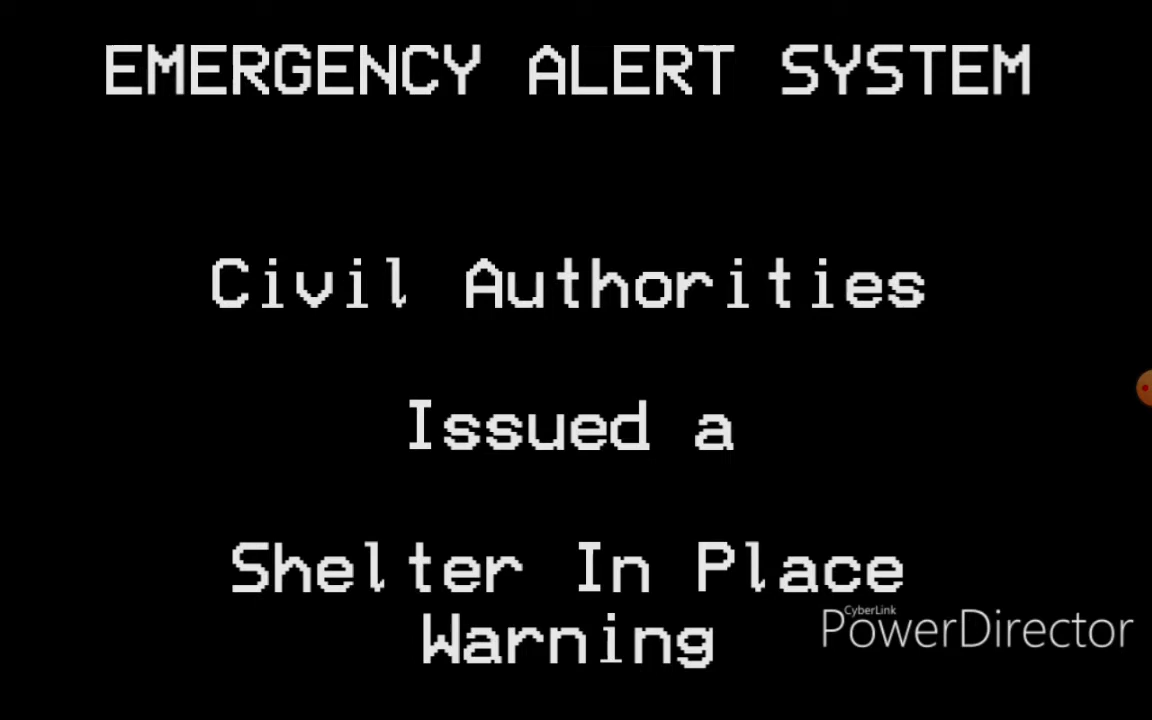 EMERGENCY ALERT SYSTEM
Civil Authorities
Issued a
Shelter In Place
Warning
CyberLink
PowerDirector